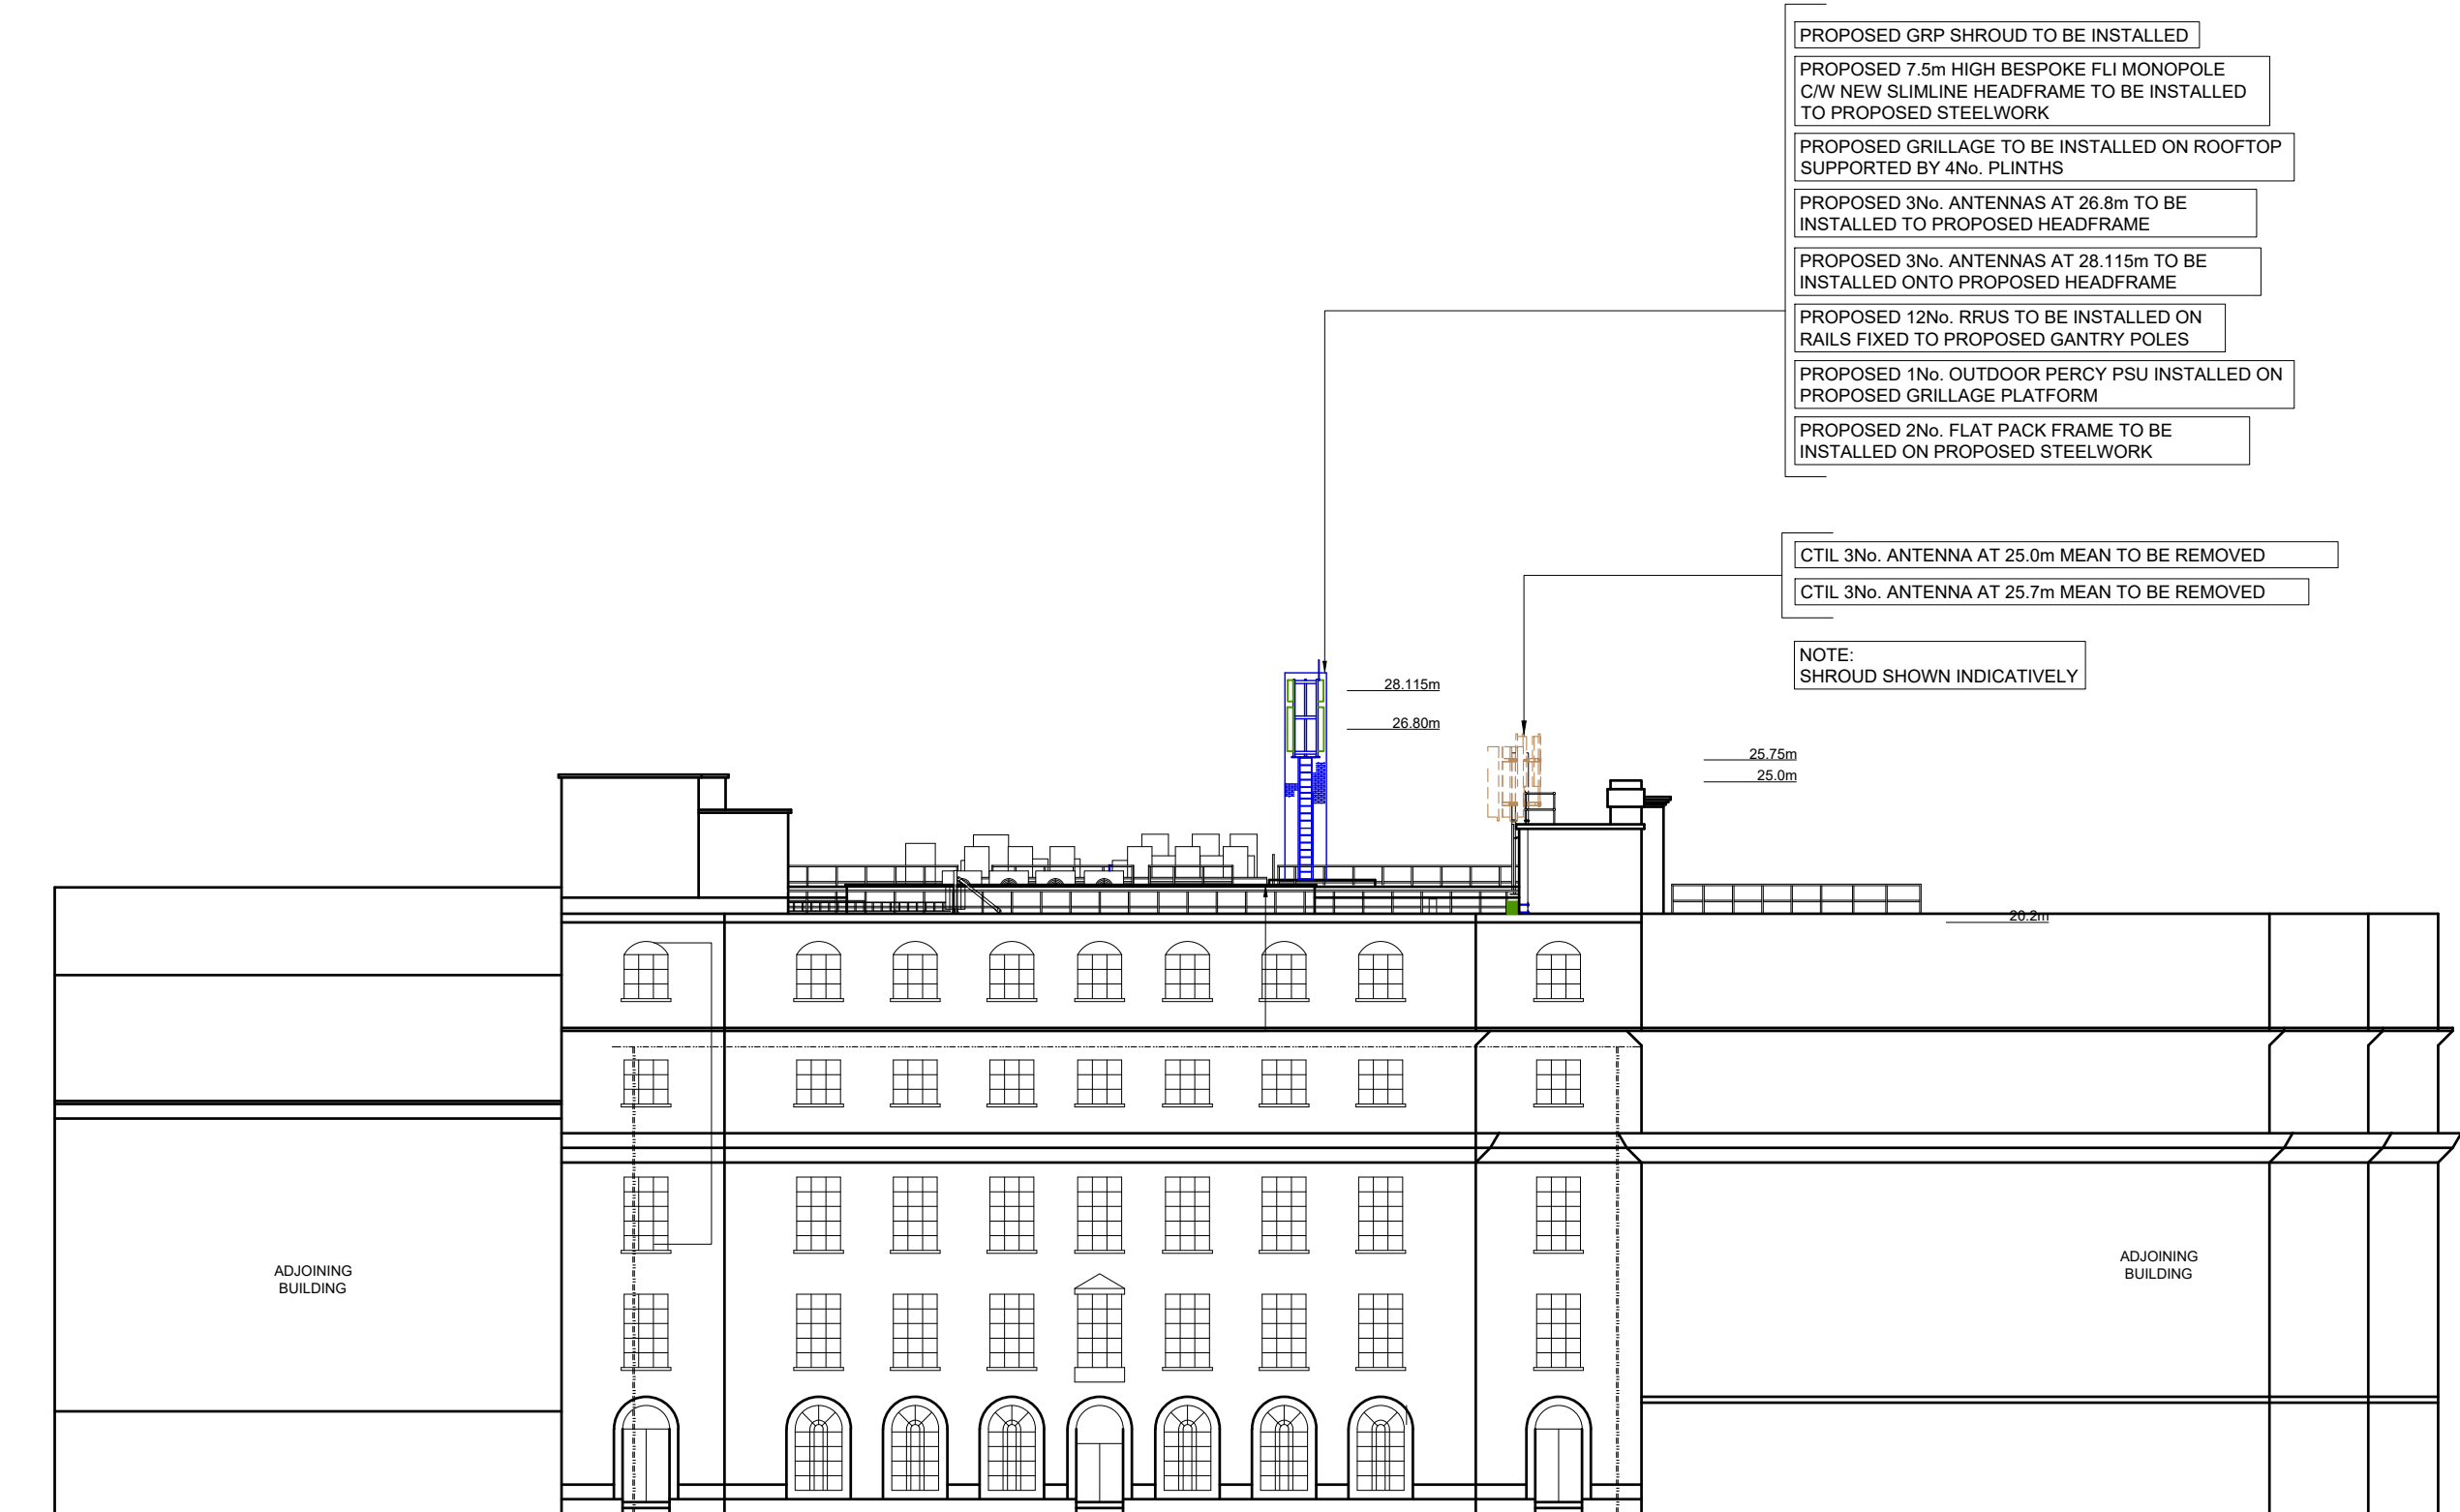 PROPOSED GRP SHROUD TO BE INSTALLED
PROPOSED 7.5m HIGH BESPOKE FLI MONOPOLE
C/W NEW SLIMLINE HEADFRAME TO BE INSTALLED
TO PROPOSED STEELWORK
PROPOSED GRILLAGE TO BE INSTALLED ON ROOFTOP
SUPPORTED BY 4No. PLINTHS
PROPOSED 3No. ANTENNAS AT 26.8m TO BE
INSTALLED TO PROPOSED HEADFRAME
PROPOSED 3No. ANTENNAS AT 28.115m TO BE
INSTALLED ONTO PROPOSED HEADFRAME
PROPOSED 12No. RRUS TO BE INSTALLED ON
RAILS FIXED TO PROPOSED GANTRY POLES
PROPOSED 1No. OUTDOOR PERCY PSU INSTALLED ON
PROPOSED GRILLAGE PLATFORM
PROPOSED 2No. FLAT PACK FRAME TO BE
INSTALLED ON PROPOSED STEELWORK
CTIL 3No. ANTENNA AT 25.0m MEAN TO BE REMOVED
CTIL 3No. ANTENNA AT 25.7m MEAN TO BE REMOVED
NOTE:
SHROUD SHOWN INDICATIVELY
28.115m
26.80m
25.75m
25.0m
20.2m
ADJOINING
BUILDING
ADJOINING
BUILDING